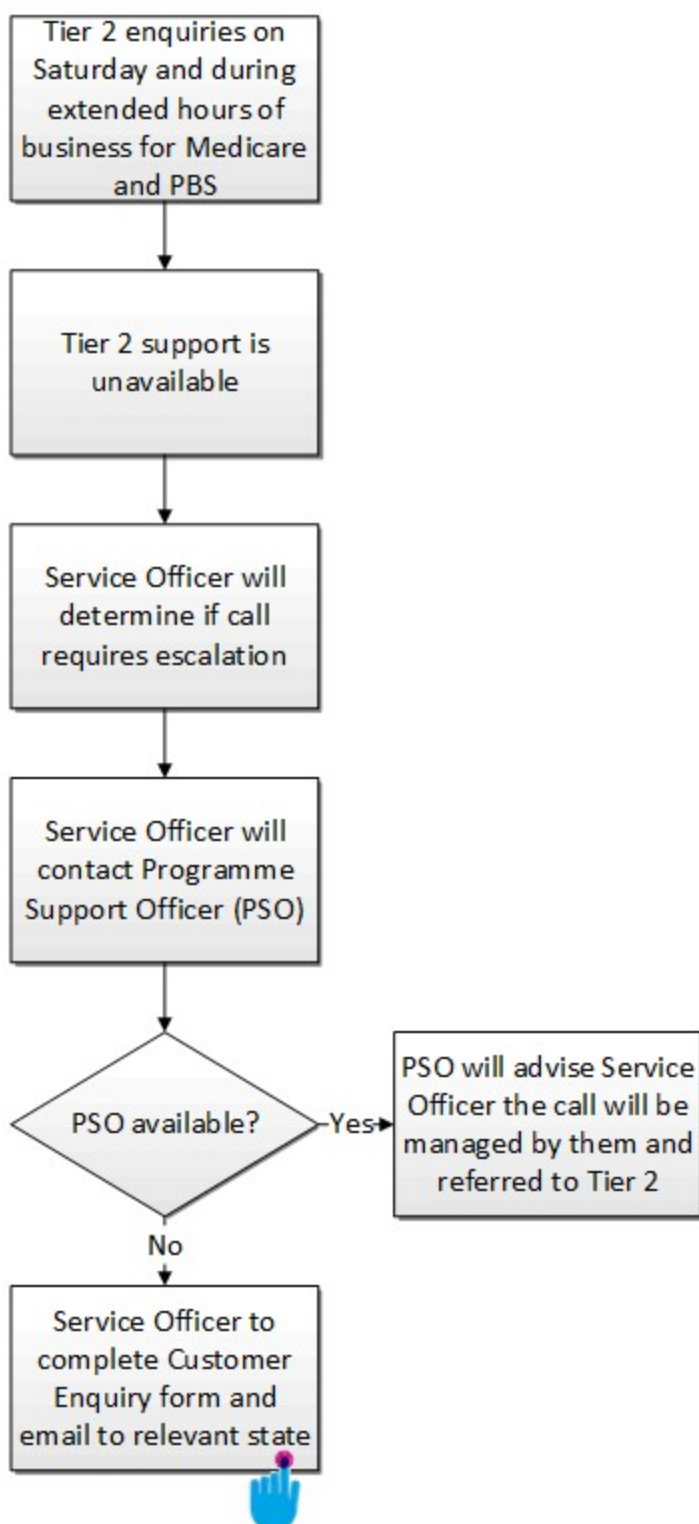 Tier 2 enquiries on
Saturday and during
extended hours of
business for Medicare
and PBS
Tier 2 support is
unavailable
Service Officer will
determine if call
requires escalation
Service Officer will
contact Programme
Support Officer (PSO)
PSO available?
Yes
PSO will advise Service
Officer the call will be
managed by them and
referred to Tier 2
No
Service Officer to
complete Customer
Enquiry form and
email to relevant state